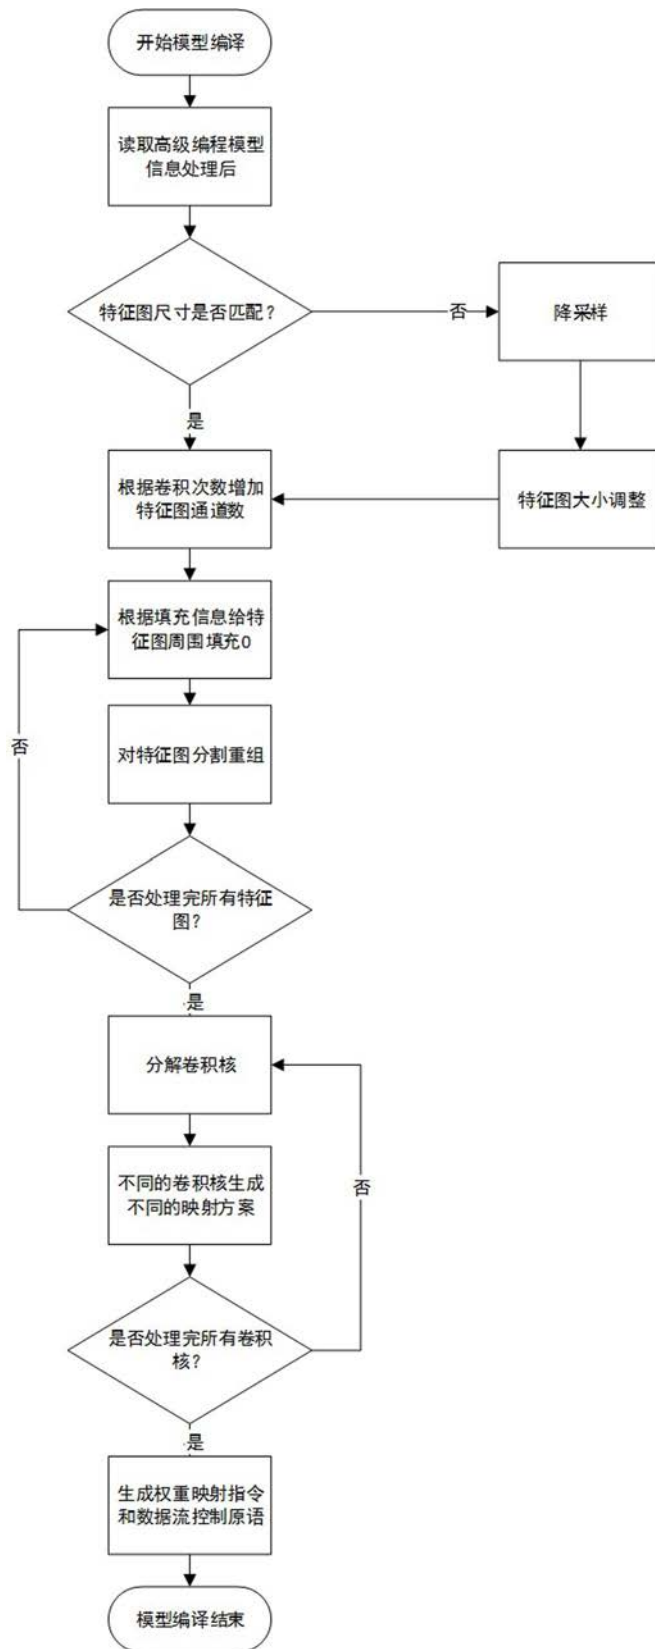 开始模型编译
读取高级编程模型
信息处理后
特征图尺寸是否匹配？
否
降采样
是
根据卷积次数增加
特征图通道数
特征图大小调整
根据填充信息给特
征图周围填充0
否
对特征图分割重组
是否处理完所有特征
图？
是
分解卷积核
不同的卷积核生成
不同的映射方案
否
是否处理完所有卷积
核？
是
生成权重映射指令
和数据流控制原语
模型编译结束